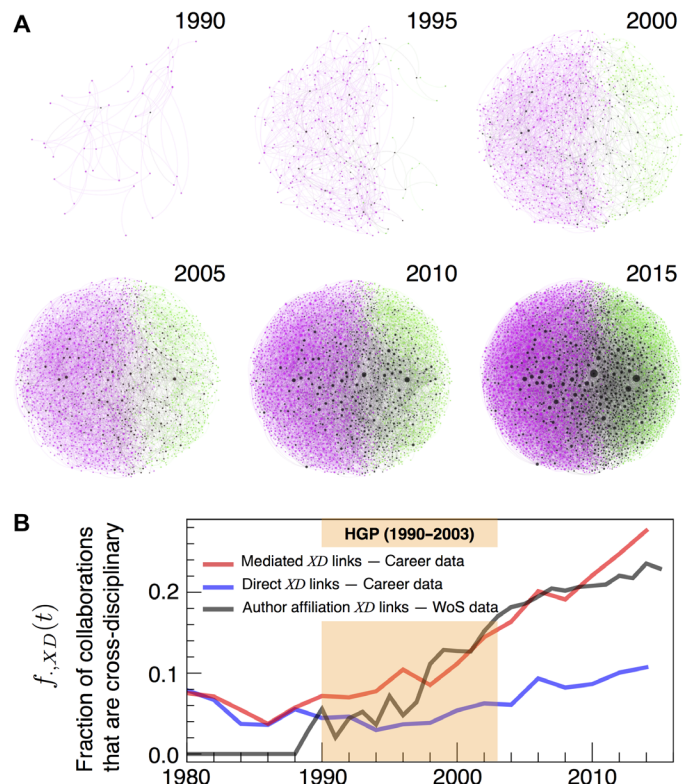 A
1990
1995
2000
2005
2010
2015
B
HGP (1990–2003)
Mediated XD links — Career data
Direct XD links — Career data
Author affiliation XD links — WoS data
f·,XD(t)
Fraction of collaborations
that are cross-disciplinary
0.2
0.1
0.0
1980
1990
2000
2010